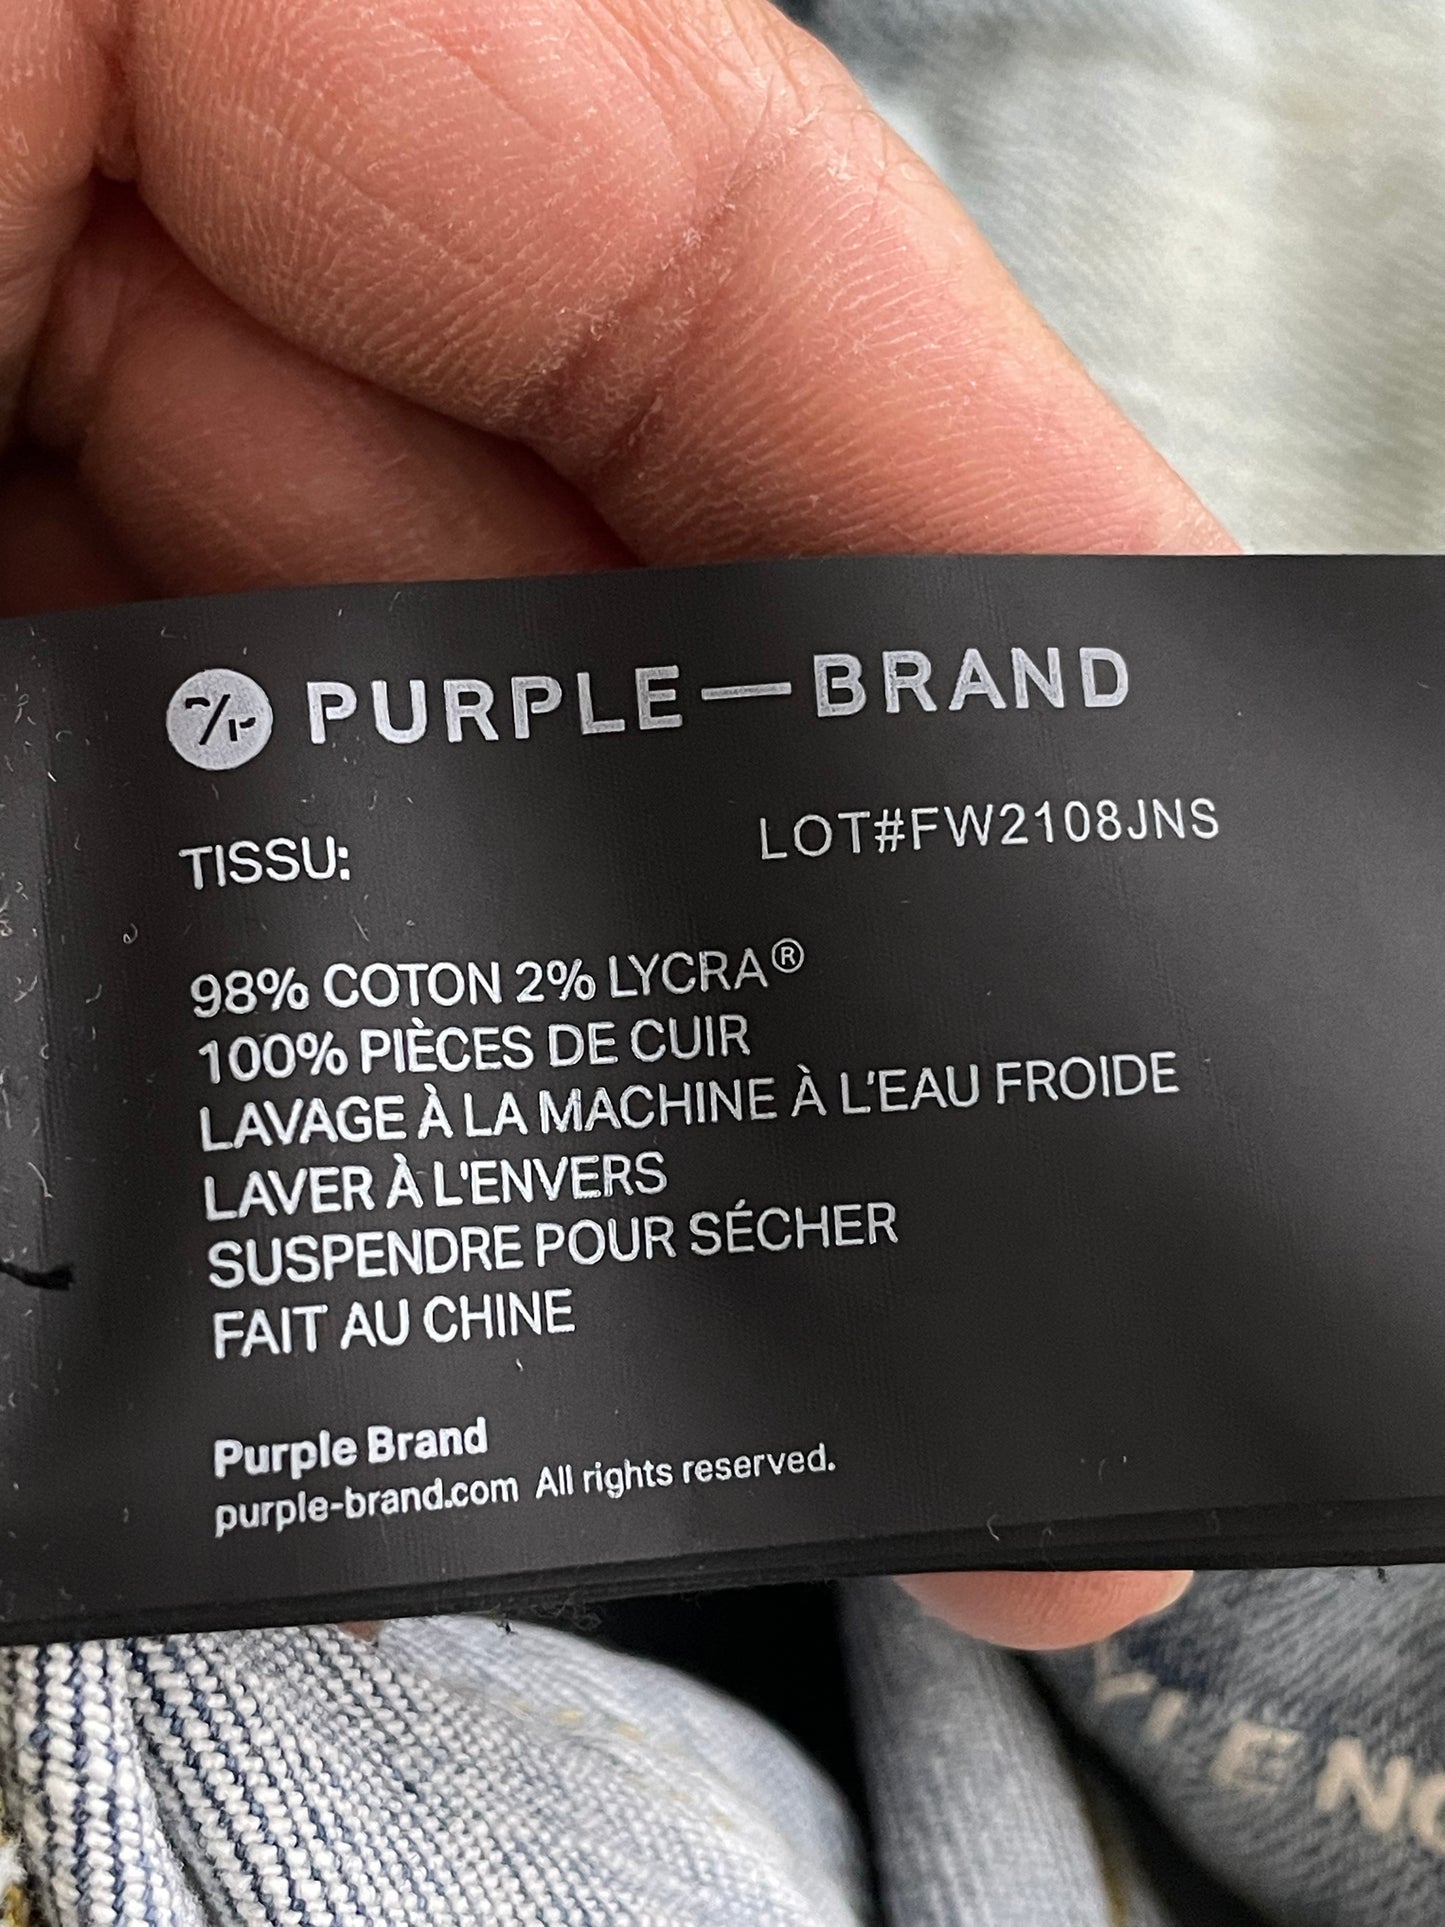 PURPLE—BRAND
TISSU:
LOT#FW2108JNS
98% COTON 2% LYCRA®
100% PIÈCES DE CUIR
LAVAGE À LA MACHINE À L'EAU FROIDE
LAVER À L'ENVERS
SUSPENDRE POUR SÉCHER
FAIT AU CHINE
Purple Brand
purple-brand.com All rights reserved.